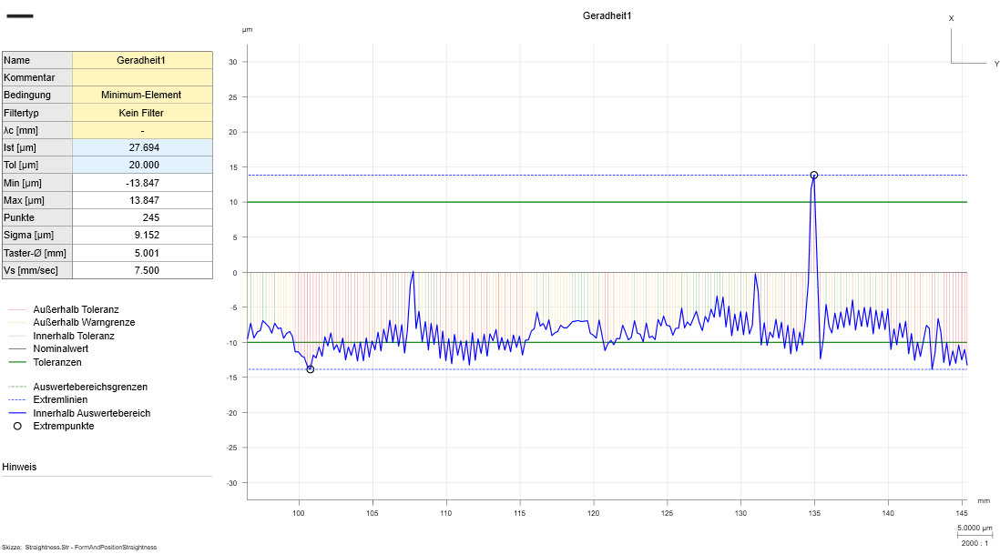 Geradheit1
X
Y
µm
Name Geradheit1
Kommentar
Bedingung Minimum-Element
Filtertyp Kein Filter
λc [mm] -
Ist [µm] 27.694
Tol [µm] 20.000
Min [µm] -13.847
Max [µm] 13.847
Punkte 245
Sigma [µm] 9.152
Taster-Ø [mm] 5.001
Vs [mm/sec] 7.500
Außerhalb Toleranz
Außerhalb Warngrenze
Innerhalb Toleranz
Nominalwert
Toleranzen
Auswertebereichsgrenzen
Extremlinien
Innerhalb Auswertebereich
Extrempunkte
Hinweis
30
25
20
15
10
5
0
-5
-10
-15
-20
-25
-30
100 105 110 115 120 125 130 135 140 145
mm
5.0000 µm
2000 : 1
Skizze: Straightness.Str - FormAndPositionStraightness